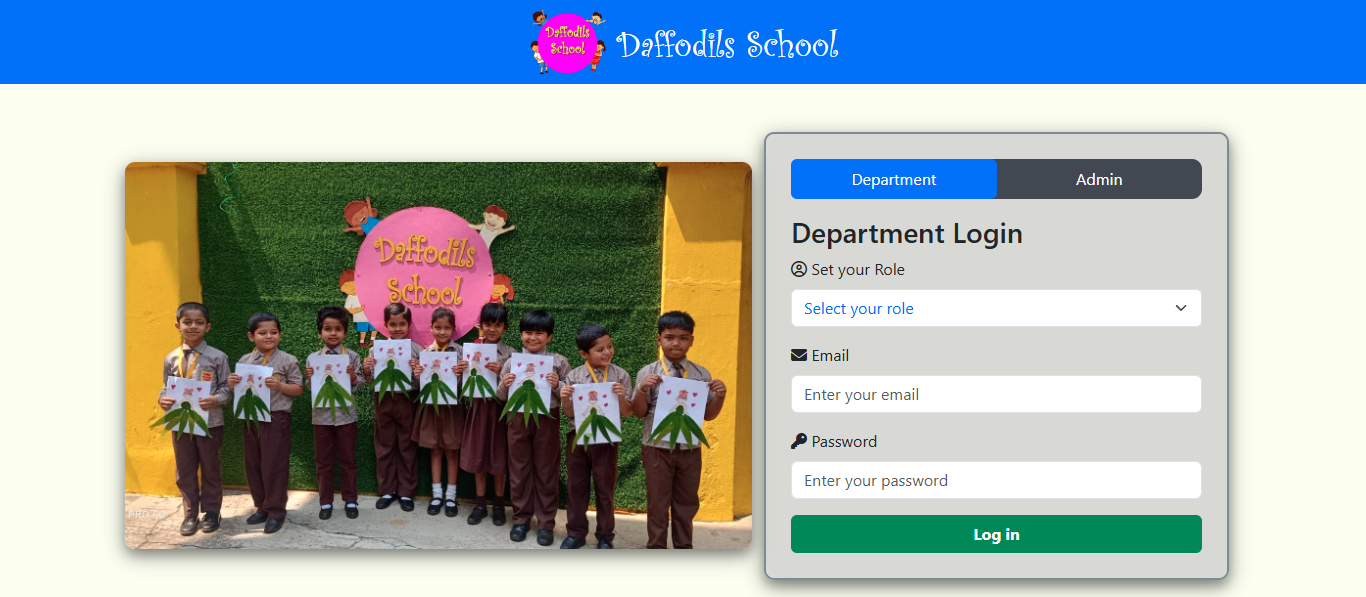 Daffodils
School
Daffodils School
Daffodils
School
Department
Admin
Department Login
Set your Role
Select your role
Email
Enter your email
Password
Enter your password
Log in